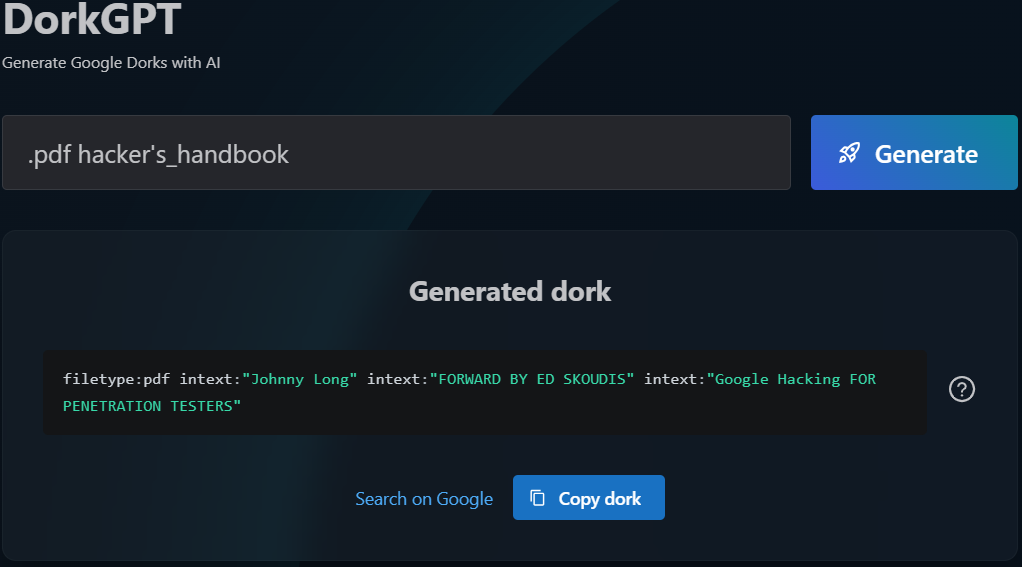 DorkGPT
Generate Google Dorks with AI
.pdf hacker's_handbook
Generate
Generated dork
filetype:pdf intext:"Johnny Long" intext:"FORWARD BY ED SKOUDIS" intext:"Google Hacking FOR
PENETRATION TESTERS"
?
Search on Google
Copy dork